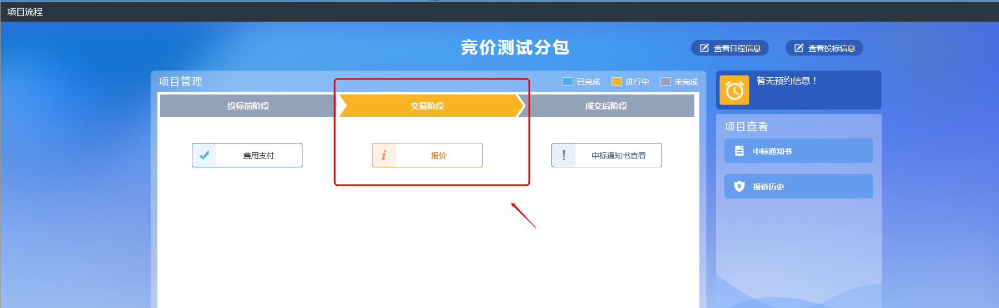 项目流程
竞价测试分包
查看日程信息
查看投标信息
项目管理
已完成
进行中
未完成
暂无预约信息！
投标前阶段
交易阶段
成交后阶段
项目查看
费用支付
报价
中标通知书查看
中标通知书
报价历史